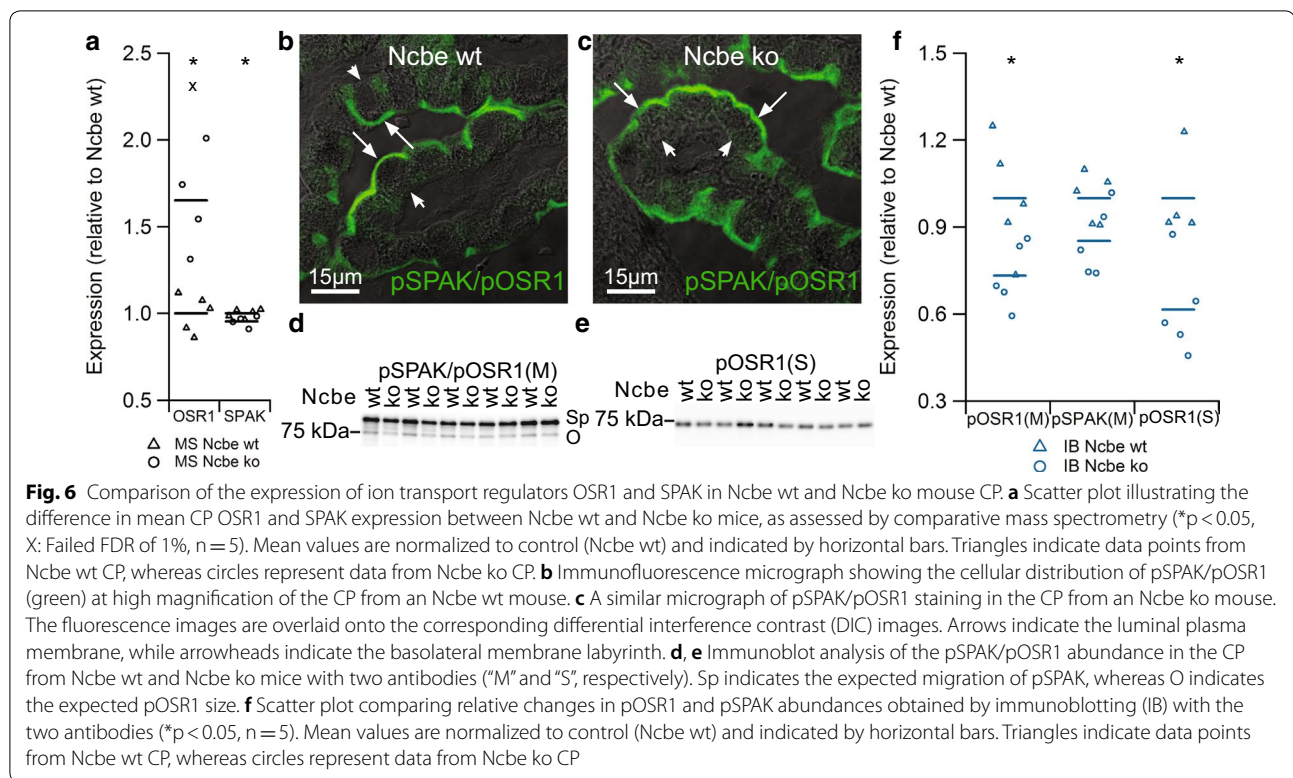 a
Expression (relative to Ncbe wt)
2.5
2.0
1.5
1.0
0.5
*
*
x
OSR1
SPAK
△ MS Ncbe wt
○ MS Ncbe ko
b
Ncbe wt
15µm
pSPAK/pOSR1
c
Ncbe ko
15µm
pSPAK/pOSR1
d
pSPAK/pOSR1(M)
Ncbe
wt ko wt ko wt ko wt ko wt ko
75 kDa–
Sp
O
e
pOSR1(S)
Ncbe
wt ko wt ko wt ko wt ko wt ko
75 kDa–
f
Expression (relative to Ncbe wt)
1.5
1.2
0.9
0.6
0.3
*
*
pOSR1(M)
pSPAK(M)
pOSR1(S)
△ IB Ncbe wt
○ IB Ncbe ko
Fig. 6 Comparison of the expression of ion transport regulators OSR1 and SPAK in Ncbe wt and Ncbe ko mouse CP. a Scatter plot illustrating the
difference in mean CP OSR1 and SPAK expression between Ncbe wt and Ncbe ko mice, as assessed by comparative mass spectrometry (*p < 0.05,
X: Failed FDR of 1%, n = 5). Mean values are normalized to control (Ncbe wt) and indicated by horizontal bars. Triangles indicate data points from
Ncbe wt CP, whereas circles represent data from Ncbe ko CP. b Immunofluorescence micrograph showing the cellular distribution of pSPAK/pOSR1
(green) at high magnification of the CP from an Ncbe wt mouse. c A similar micrograph of pSPAK/pOSR1 staining in the CP from an Ncbe ko mouse.
The fluorescence images are overlaid onto the corresponding differential interference contrast (DIC) images. Arrows indicate the luminal plasma
membrane, while arrowheads indicate the basolateral membrane labyrinth. d, e Immunoblot analysis of the pSPAK/pOSR1 abundance in the CP
from Ncbe wt and Ncbe ko mice with two antibodies (“M” and “S”, respectively). Sp indicates the expected migration of pSPAK, whereas O indicates
the expected pOSR1 size. f Scatter plot comparing relative changes in pOSR1 and pSPAK abundances obtained by immunoblotting (IB) with the
two antibodies (*p < 0.05, n = 5). Mean values are normalized to control (Ncbe wt) and indicated by horizontal bars. Triangles indicate data points
from Ncbe wt CP, whereas circles represent data from Ncbe ko CP